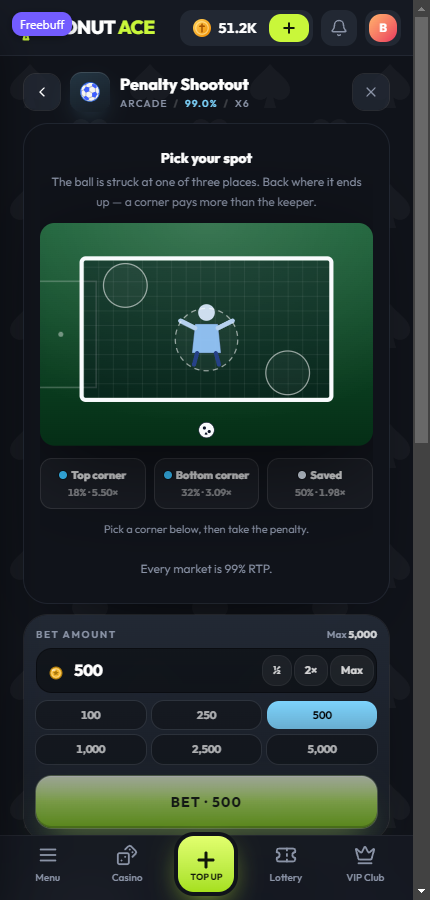 Freebuff
ONUT ACE
51.2K
B
Penalty Shootout
ARCADE / 99.0% / X6
Pick your spot
The ball is struck at one of three places. Back where it ends
up — a corner pays more than the keeper.
Top corner
18% · 5.50×
Bottom corner
32% · 3.09×
Saved
50% · 1.98×
Pick a corner below, then take the penalty.
Every market is 99% RTP.
BET AMOUNT
Max 5,000
500
½
2×
Max
100
250
500
1,000
2,500
5,000
BET · 500
Menu
Casino
TOP UP
Lottery
VIP Club